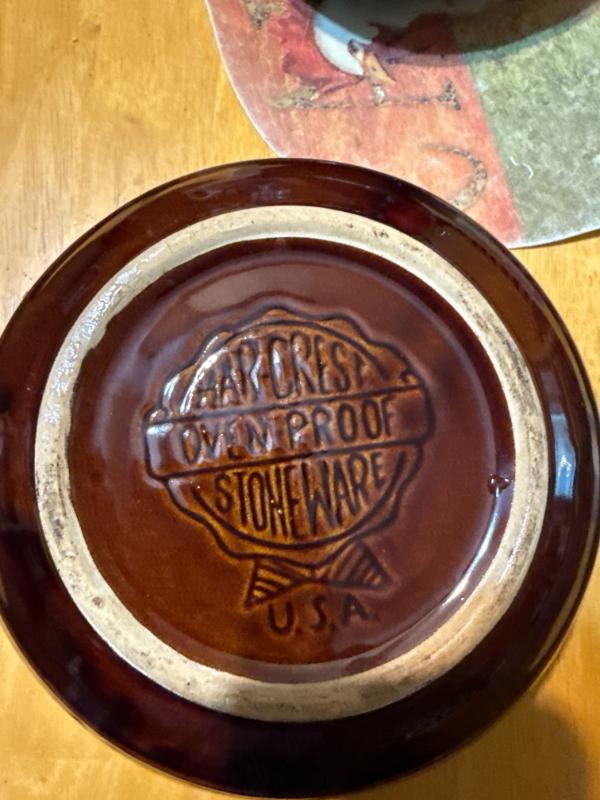 HAR-CREST
OVEN-PROOF
STONEWARE
U.S.A.